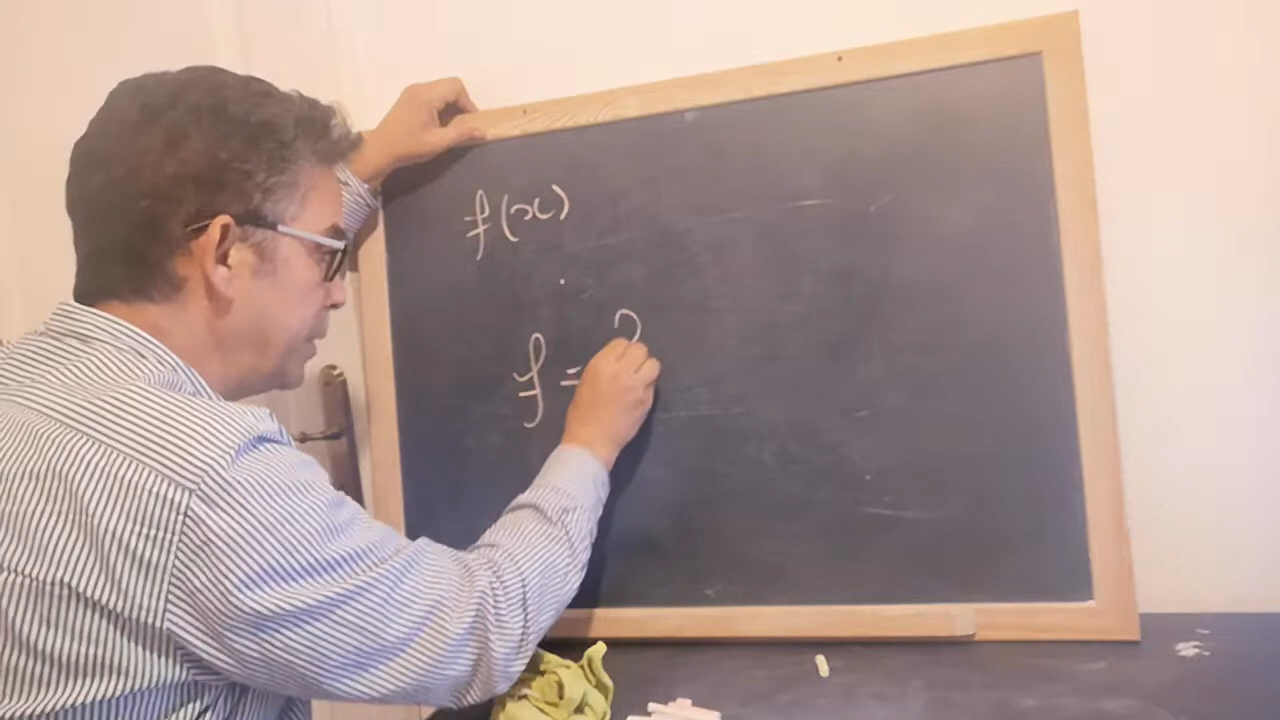 f(x)
f =